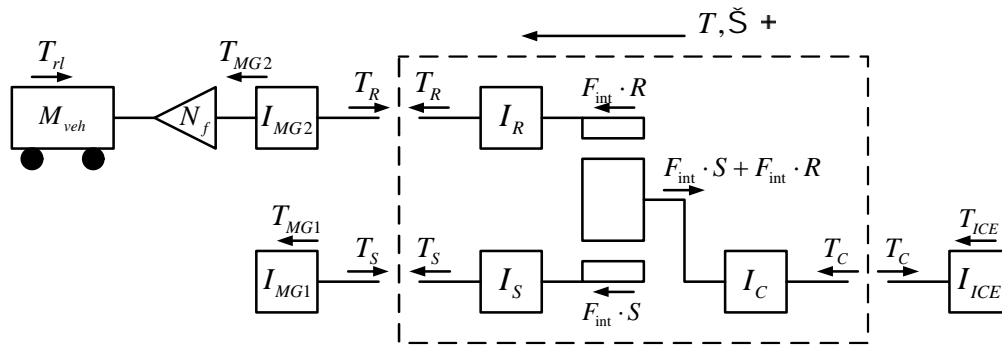 T, Š +
T_rl
T_MG2
T_R
T_R
F_int · R
M_veh
N_f
I_MG2
I_R
F_int · S + F_int · R
T_MG1
T_S
T_S
T_C
T_C
T_ICE
I_MG1
I_S
I_C
I_ICE
F_int · S